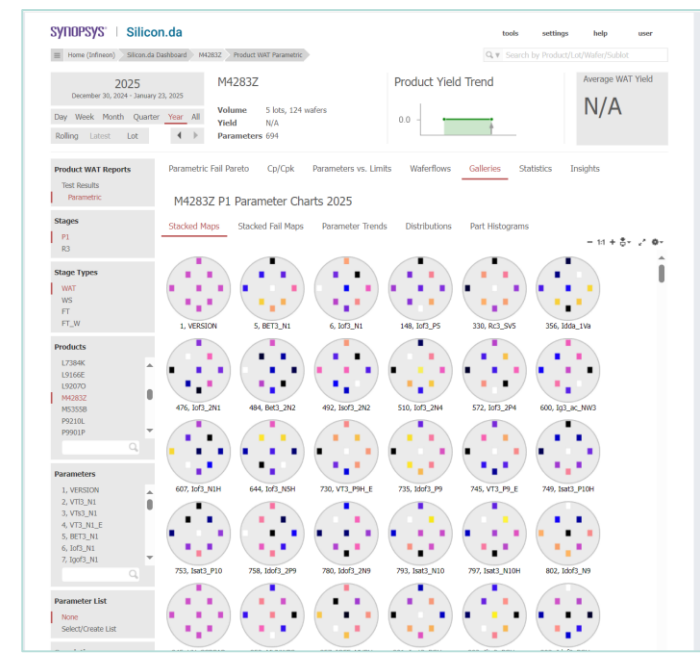 SYNOPSYS® Silicon.da
tools settings help user
Home (Infineon) Silicon.da Dashboard M4283Z Product WAT Parametric
Search by Product/Lot/Wafer/Sublot
2025
December 30, 2024 - January 23, 2025
Day Week Month Quarter Year All
Rolling Latest Lot
M4283Z
Volume 5 lots, 124 wafers
Yield N/A
Parameters 694
Product Yield Trend
0.0
Average WAT Yield
N/A
Product WAT Reports
Test Results
Parametric
Stages
P1
R3
Stage Types
WAT
WS
FT
FT_W
Products
L7384K
L9166E
L9207O
M4283Z
M5355B
P9210L
P9901P
Parameters
1, VERSION
2, VTl3_N1
3, VTs3_N1
4, VT3_N1_E
5, BET3_N1
6, Iof3_N1
7, Igof3_N1
Parameter List
None
Select/Create List
Parametric Fail Pareto Cp/Cpk Parameters vs. Limits Waferflows Galleries Statistics Insights
M4283Z P1 Parameter Charts 2025
Stacked Maps Stacked Fail Maps Parameter Trends Distributions Part Histograms
1:1
1, VERSION 5, BET3_N1 6, Iof3_N1 148, Iof3_P5 330, Rc3_SV5 356, Idda_1Va
476, Iof3_2N1 484, Bet3_2N2 492, Isof3_2N2 510, Iof3_2N4 572, Iof3_2P4 600, Ig3_ac_NW3
607, Iof3_N1H 644, Iof3_N5H 730, VT3_P9H_E 735, Idof3_P9 745, VT3_P9_E 749, Isat3_P10H
753, Isat3_P10 758, Idof3_2P9 780, Idof3_2N9 793, Isat3_N10 797, Isat3_N10H 802, Idof3_N9